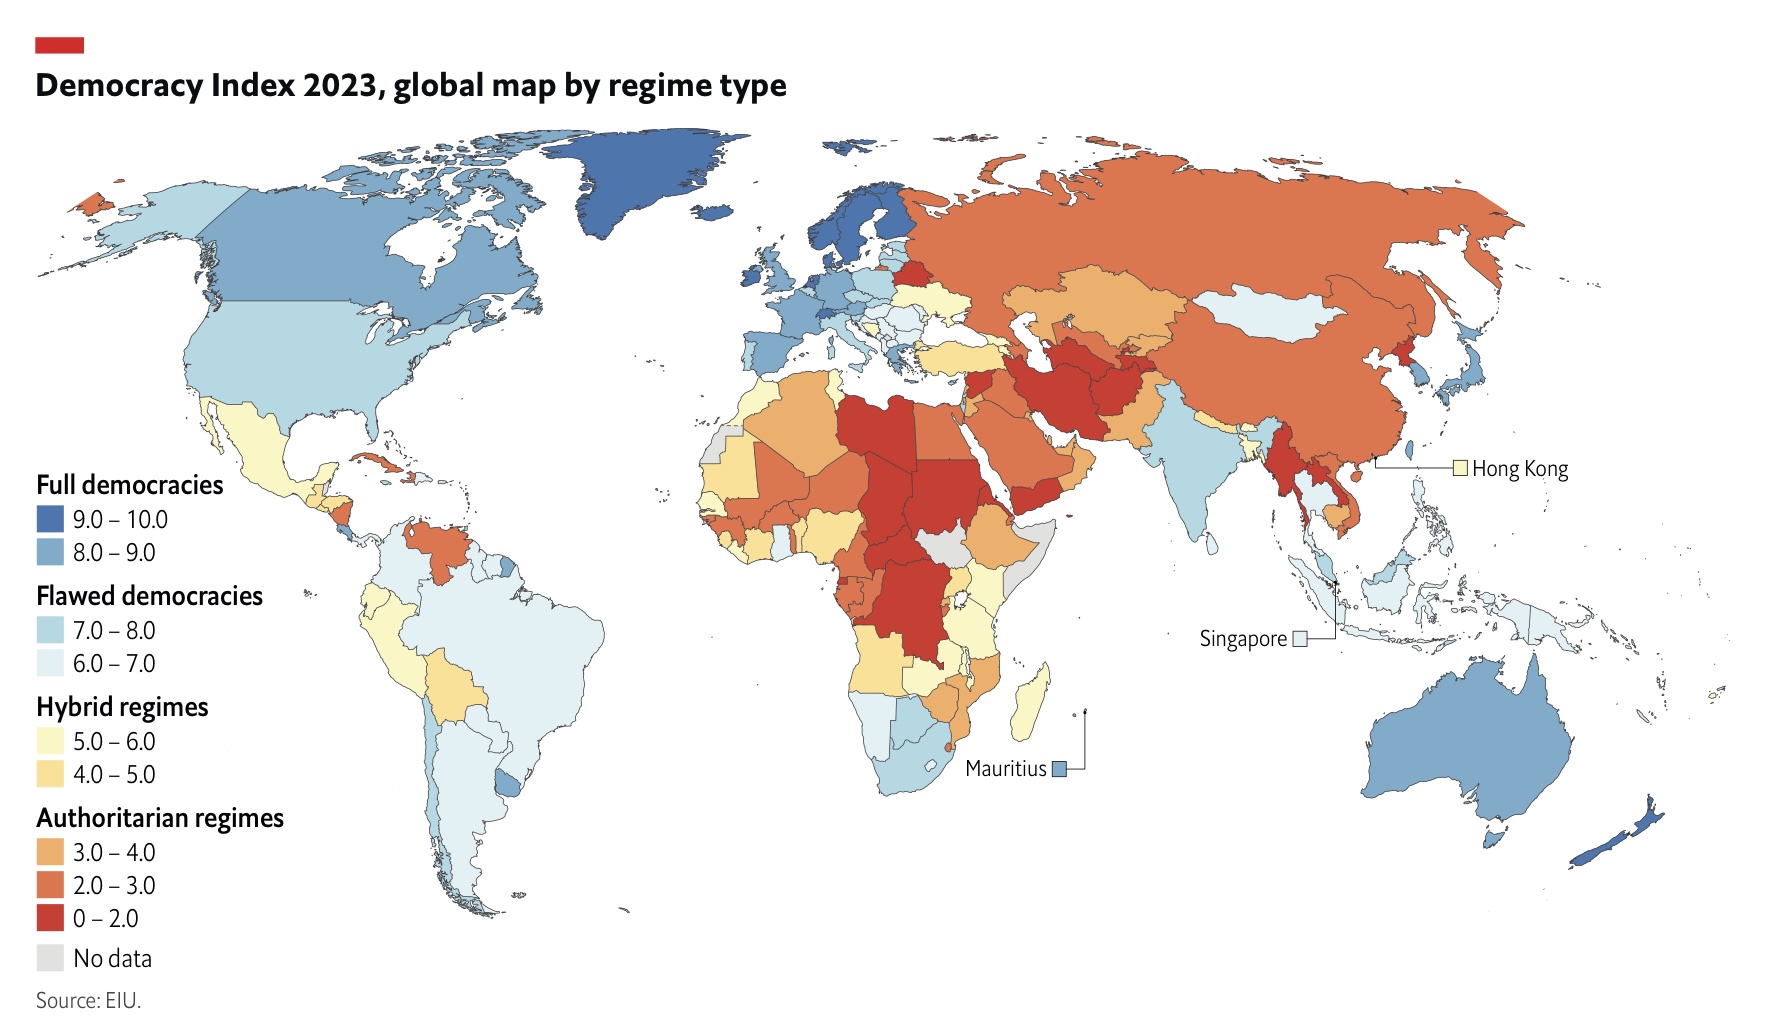 Democracy Index 2023, global map by regime type
Full democracies
9.0 – 10.0
8.0 – 9.0
Flawed democracies
7.0 – 8.0
6.0 – 7.0
Hybrid regimes
5.0 – 6.0
4.0 – 5.0
Authoritarian regimes
3.0 – 4.0
2.0 – 3.0
0 – 2.0
No data
Hong Kong
Singapore
Mauritius
Source: EIU.